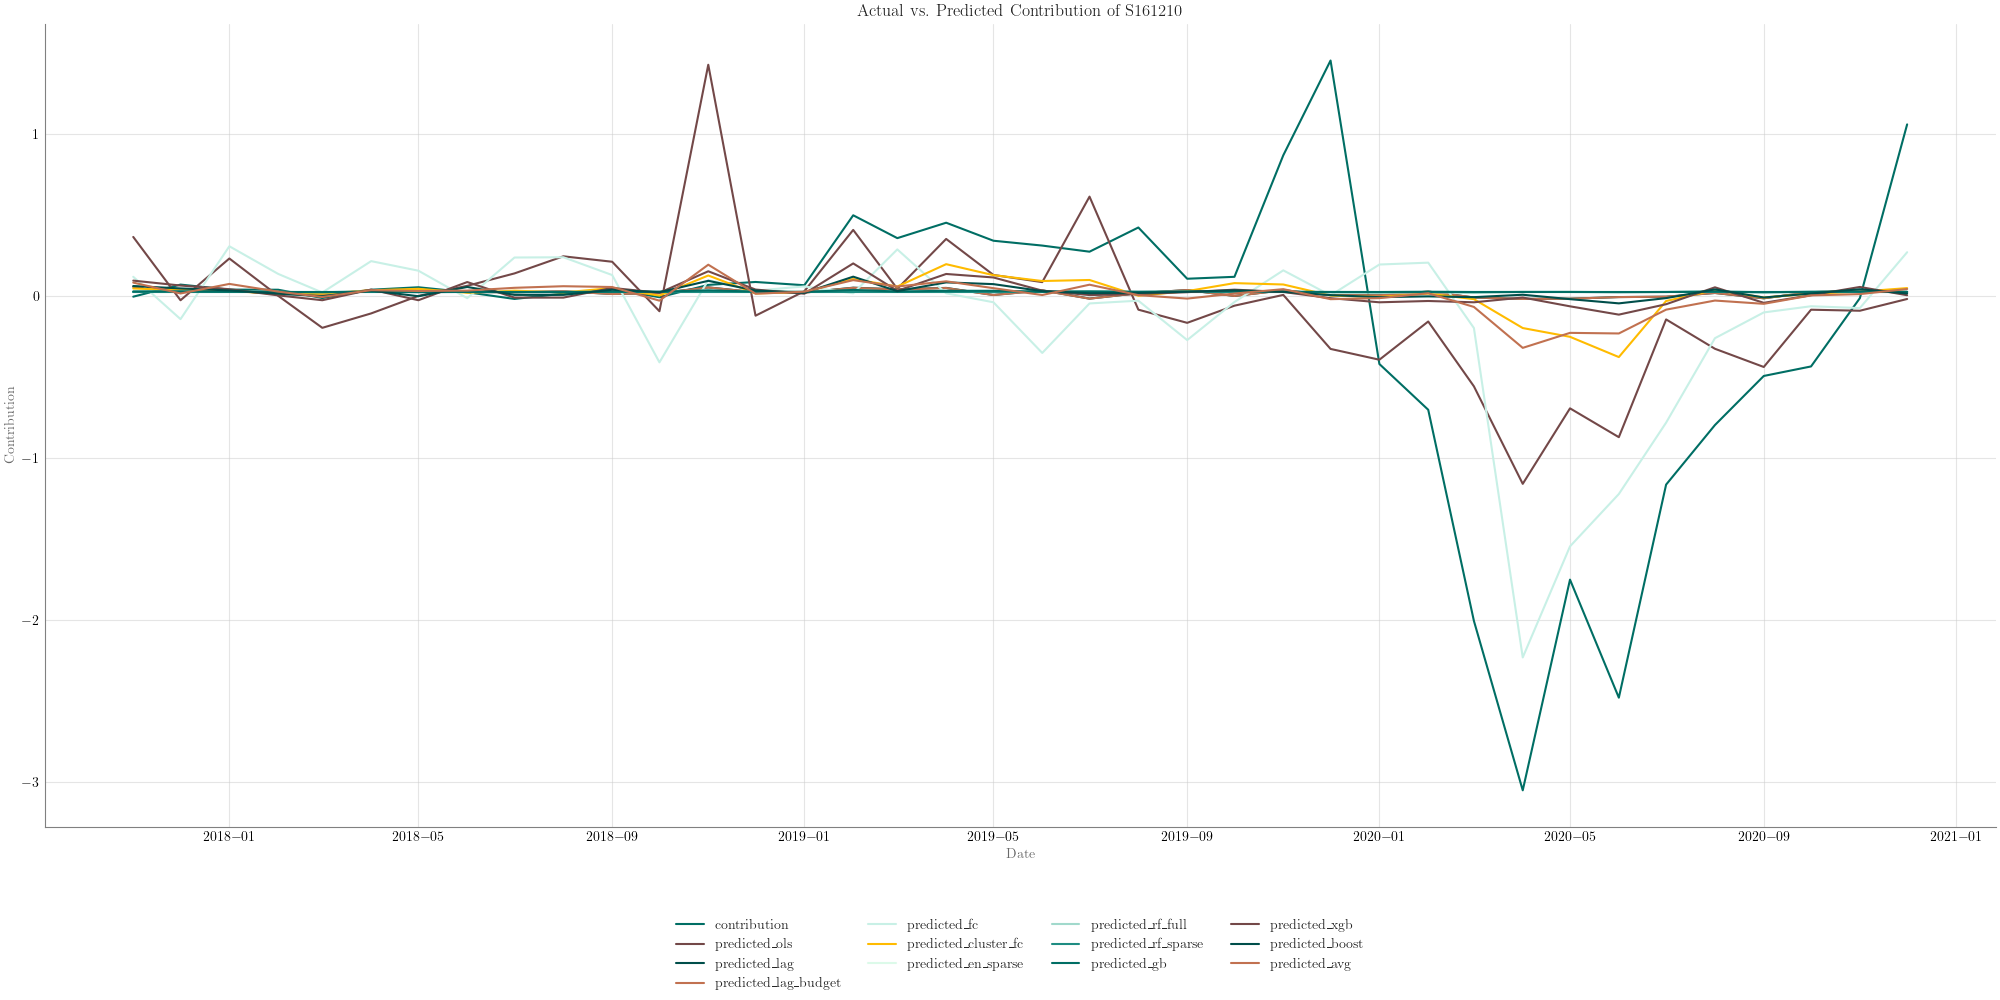 Actual vs. Predicted Contribution of S161210
Contribution
1
0
−1
−2
−3
2018−01 2018−05 2018−09 2019−01 2019−05 2019−09 2020−01 2020−05 2020−09 2021−01
Date
contribution predicted_fc predicted_rf_full predicted_xgb
predicted_ols predicted_cluster_fc predicted_rf_sparse predicted_boost
predicted_lag predicted_en_sparse predicted_gb predicted_avg
predicted_lag_budget